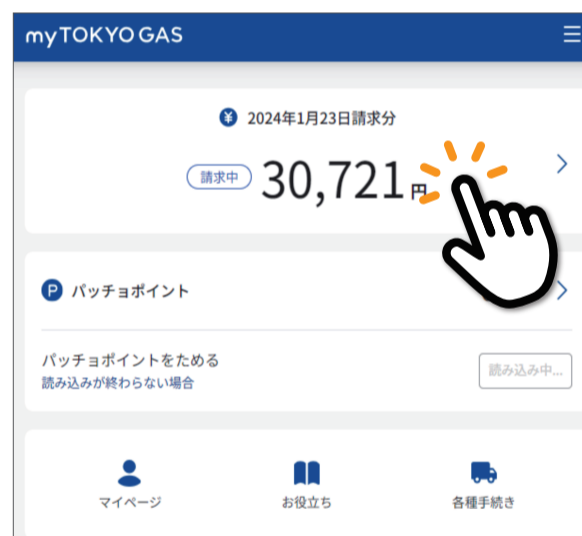 myTOKYOGAS
2024年1月23日請求分
請求中 30,721円
パッチョポイント
パッチョポイントをためる
読み込みが終わらない場合
読み込み中...
マイページ お役立ち 各種手続き